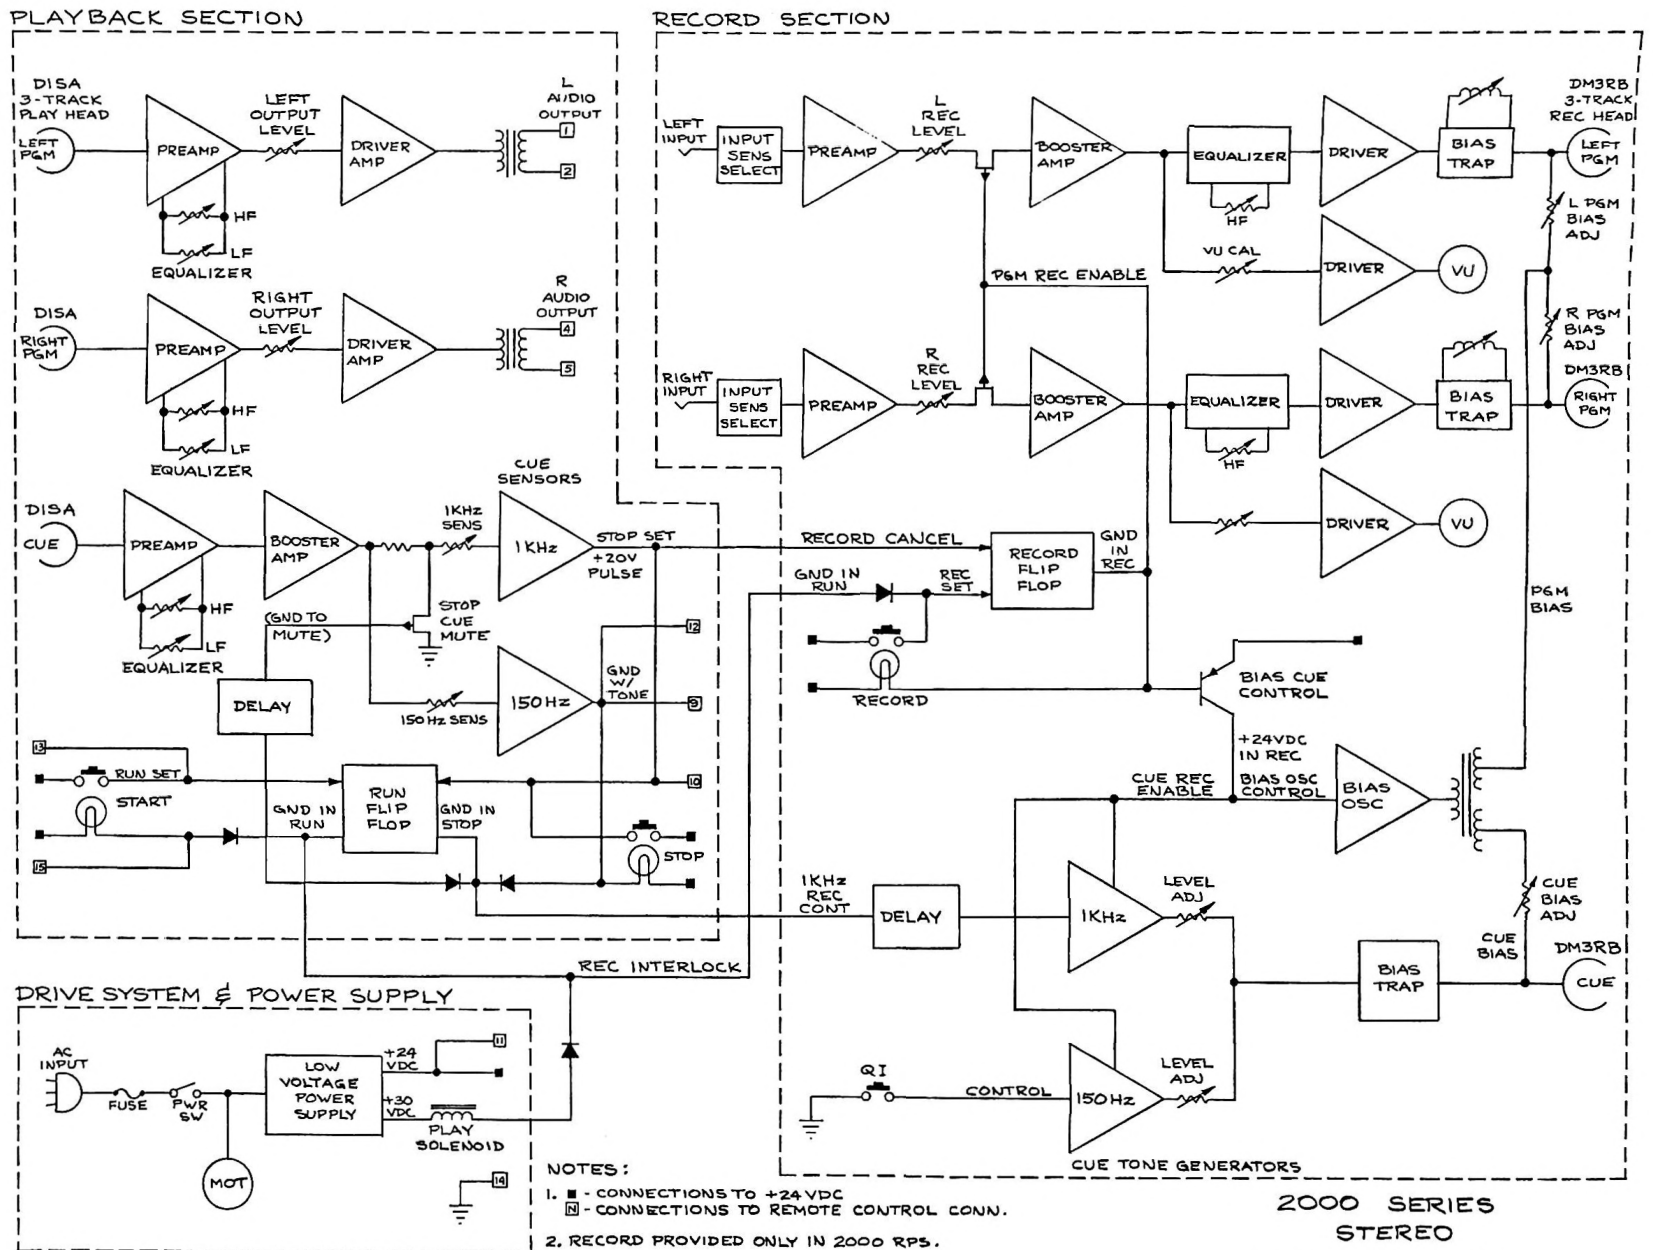 PLAYBACK SECTION
RECORD SECTION
DISA
3-TRACK
PLAY HEAD
LEFT
PGM
PREAMP
LEFT
OUTPUT
LEVEL
DRIVER
AMP
L
AUDIO
OUTPUT
1
2
HF
LF
EQUALIZER
DISA
RIGHT
PGM
PREAMP
RIGHT
OUTPUT
LEVEL
DRIVER
AMP
R
AUDIO
OUTPUT
4
5
HF
LF
EQUALIZER
DISA
CUE
PREAMP
BOOSTER
AMP
1KHz
SENS
CUE
SENSORS
1KHz
STOP SET
+20V
PULSE
HF
LF
EQUALIZER
(GND TO
MUTE)
STOP
CUE
MUTE
DELAY
150Hz SENS
150Hz
GND
W/
TONE
12
9
10
13
RUN SET
START
GND IN
RUN
RUN
FLIP
FLOP
GND IN
STOP
STOP
15
LEFT
INPUT
INPUT
SENS
SELECT
PREAMP
L
REC
LEVEL
BOOSTER
AMP
EQUALIZER
HF
DRIVER
BIAS
TRAP
DM3RB
3-TRACK
REC HEAD
LEFT
PGM
L PGM
BIAS
ADJ
VU CAL
DRIVER
VU
PGM REC ENABLE
R PGM
BIAS
ADJ
RIGHT
INPUT
INPUT
SENS
SELECT
PREAMP
R
REC
LEVEL
BOOSTER
AMP
EQUALIZER
HF
DRIVER
BIAS
TRAP
DM3RB
RIGHT
PGM
DRIVER
VU
RECORD CANCEL
GND IN
RUN
REC
SET
RECORD
FLIP
FLOP
GND
IN
REC
PGM
BIAS
RECORD
BIAS CUE
CONTROL
+24VDC
IN REC
CUE REC
ENABLE
BIAS OSC
CONTROL
BIAS
OSC
1KHz
REC
CONT
DELAY
1KHz
LEVEL
ADJ
CUE
BIAS
ADJ
CUE
BIAS
DM3RB
CUE
BIAS
TRAP
REC INTERLOCK
QI
CONTROL
150Hz
LEVEL
ADJ
CUE TONE GENERATORS
DRIVE SYSTEM & POWER SUPPLY
AC
INPUT
FUSE
PWR
SW
MOT
LOW
VOLTAGE
POWER
SUPPLY
+24
VDC
+30
VDC
11
PLAY
SOLENOID
14
NOTES:
1. ■ - CONNECTIONS TO +24VDC
N - CONNECTIONS TO REMOTE CONTROL CONN.
2. RECORD PROVIDED ONLY IN 2000 RPS.
2000 SERIES
STEREO